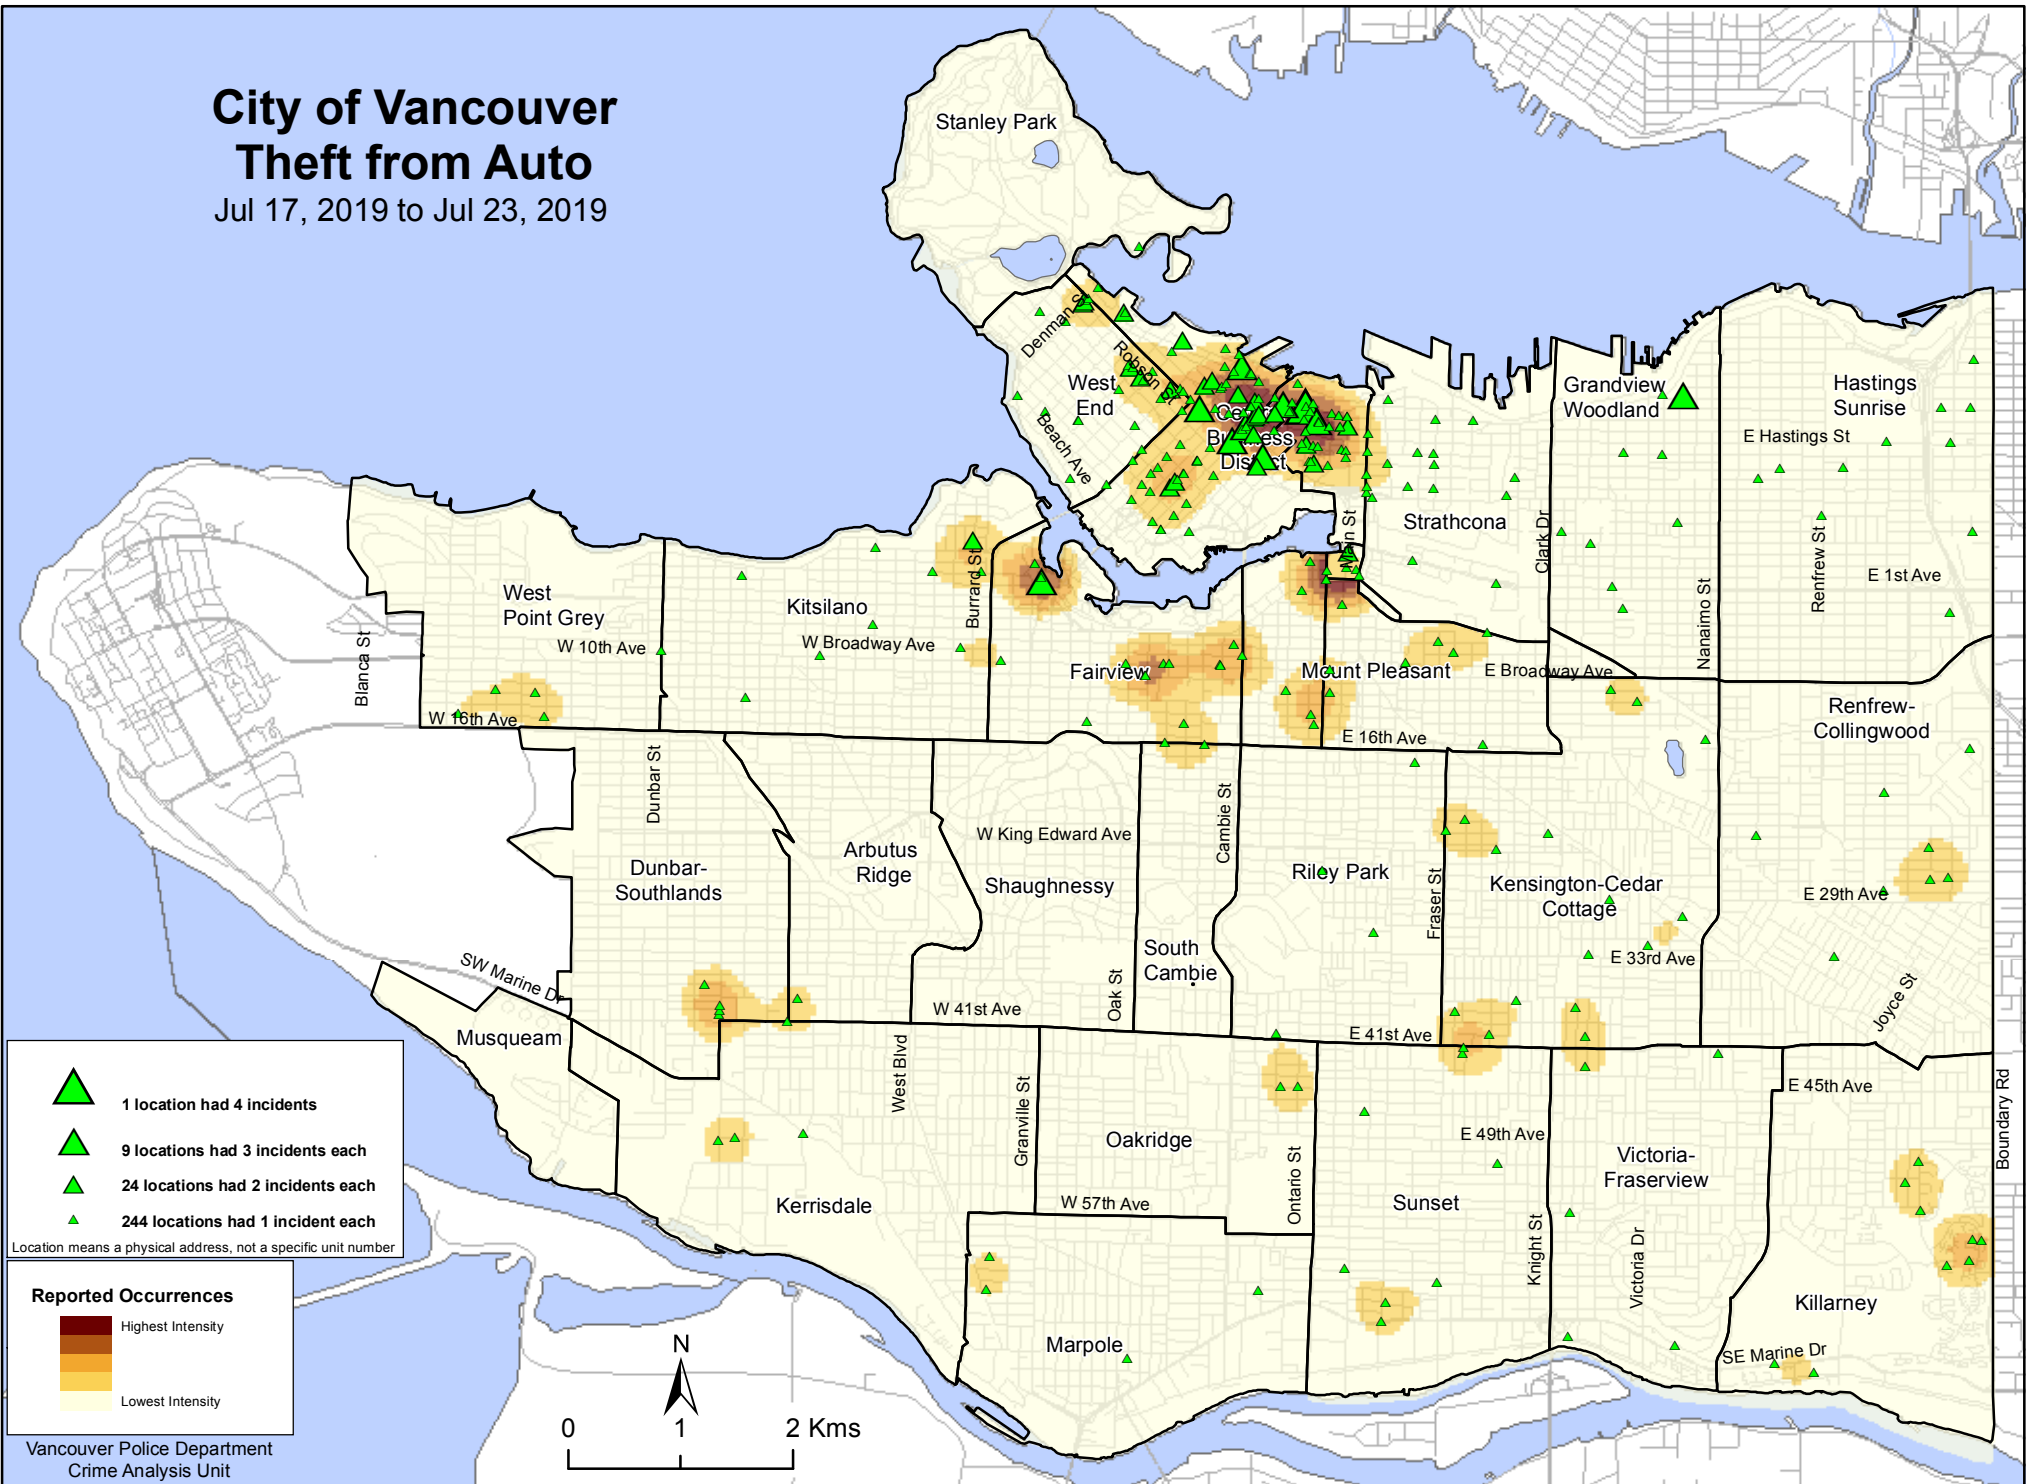 City of Vancouver
Theft from Auto
Jul 17, 2019 to Jul 23, 2019
Stanley Park
Denman St
Robson St
West
End
Beach Ave
Central
Business
District
Grandview
Woodland
Hastings
Sunrise
E Hastings St
Strathcona
Main St
Clark Dr
Nanaimo St
Renfrew St
E 1st Ave
West
Point Grey
Kitsilano
Burrard St
W 10th Ave
W Broadway Ave
Blanca St
W 16th Ave
Fairview
Mount Pleasant
E Broadway Ave
E 16th Ave
Renfrew-
Collingwood
Dunbar St
Cambie St
W King Edward Ave
Arbutus
Ridge
Dunbar-
Southlands
Shaughnessy
Riley Park
Fraser St
Kensington-Cedar
Cottage
E 29th Ave
South
Cambie
E 33rd Ave
SW Marine Dr
Oak St
W 41st Ave
E 41st Ave
Joyce St
Musqueam
West Blvd
Granville St
E 45th Ave
Boundary Rd
Oakridge
E 49th Ave
Ontario St
Victoria-
Fraserview
Kerrisdale
W 57th Ave
Sunset
Knight St
Victoria Dr
Killarney
Marpole
SE Marine Dr
1 location had 4 incidents
9 locations had 3 incidents each
24 locations had 2 incidents each
244 locations had 1 incident each
Location means a physical address, not a specific unit number
Reported Occurrences
Highest Intensity
Lowest Intensity
Vancouver Police Department
Crime Analysis Unit
N
0 1 2 Kms